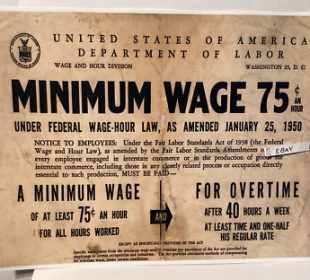 UNITED STATES OF AMERICA
DEPARTMENT OF LABOR
WAGE AND HOUR DIVISION WASHINGTON 25, D. C.
MINIMUM WAGE 75¢ AN HOUR
UNDER FEDERAL WAGE-HOUR LAW, AS AMENDED JANUARY 25, 1950
NOTICE TO EMPLOYEES: Under the Fair Labor Standards Act of 1938 (the Federal
Wage and Hour Law), as amended by the Fair Labor Standards Amendments
every employee engaged in interstate commerce or in the production of goods for
interstate commerce, including those in any closely related process or occupation directly
essential to such production, MUST BE PAID—
A MINIMUM WAGE
OF AT LEAST 75¢ AN HOUR
FOR ALL HOURS WORKED
AND
FOR OVERTIME
AFTER 40 HOURS A WEEK
AT LEAST TIME AND ONE-HALF
HIS REGULAR RATE
EXCEPT AS SPECIFICALLY PROVIDED IN THE ACT